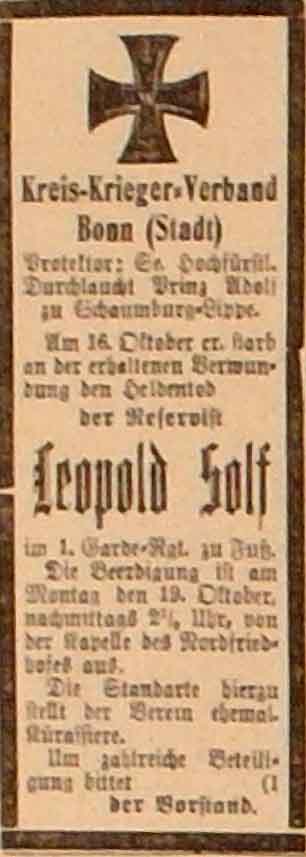 Kreis-Krieger-Verband
Bonn (Stadt)
Protektor: Se. Hochfürstl.
Durchlaucht Prinz Adolf
zu Schaumburg-Lippe.
Am 16. Oktober cr. starb
an der erhaltenen Verwun-
dung den Heldentod
der Reservist
Leopold Solf
im 1. Garde-Rgt. zu Fuß.
Die Beerdigung ist am
Montag den 19. Oktober,
nachmittags Uhr, von
der Kapelle des Nordfried-
hofes aus.
Die Standarte hierzu
stellt der Verein ehemal.
Kürassiere.
Um zahlreiche Beteili-
gung bittet (1
der Vorstand.